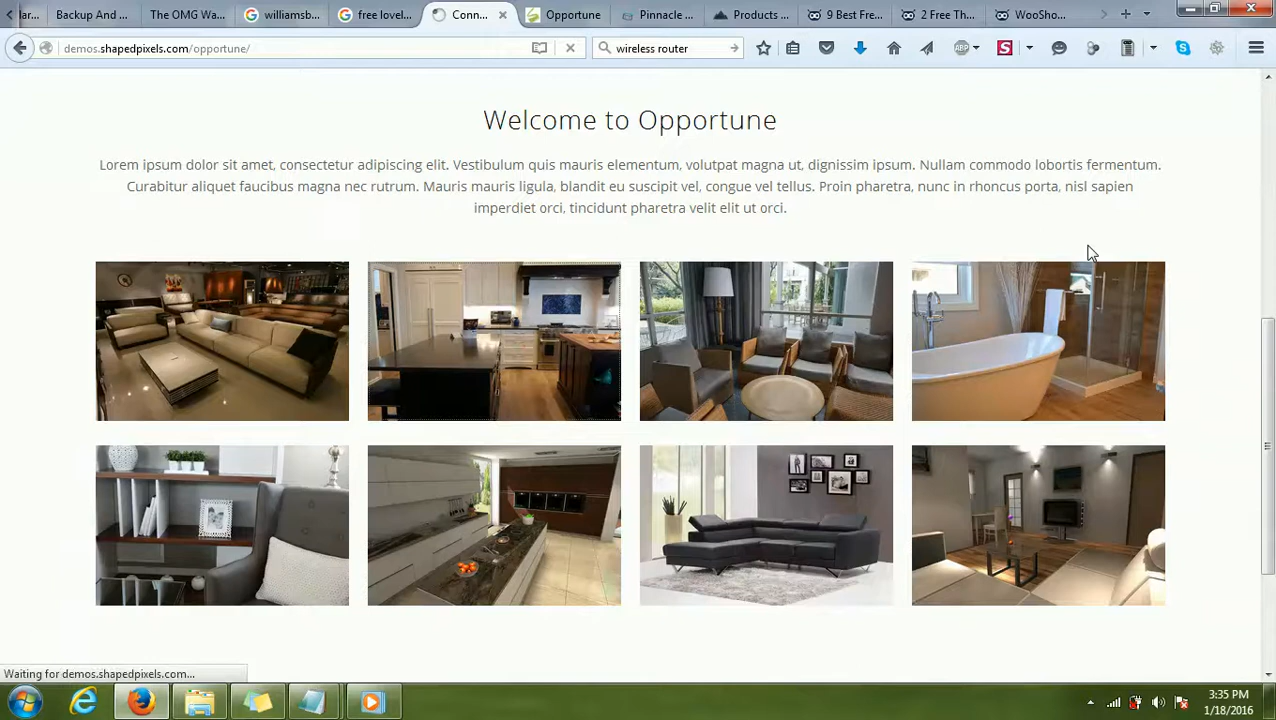 lar...
Backup And ...
The OMG Wa...
williamsb...
free lovel...
Conn...
Opportune
Pinnacle ...
Products ...
9 Best Fre...
2 Free Th...
WooSho...
demos.shapedpixels.com/opportune/
wireless router
ABP
S
Welcome to Opportune
Lorem ipsum dolor sit amet, consectetur adipiscing elit. Vestibulum quis mauris elementum, volutpat magna ut, dignissim ipsum. Nullam commodo lobortis fermentum.
Curabitur aliquet faucibus magna nec rutrum. Mauris mauris ligula, blandit eu suscipit vel, congue vel tellus. Proin pharetra, nunc in rhoncus porta, nisl sapien
imperdiet orci, tincidunt pharetra velit elit ut orci.
Waiting for demos.shapedpixels.com...
3:35 PM
1/18/2016